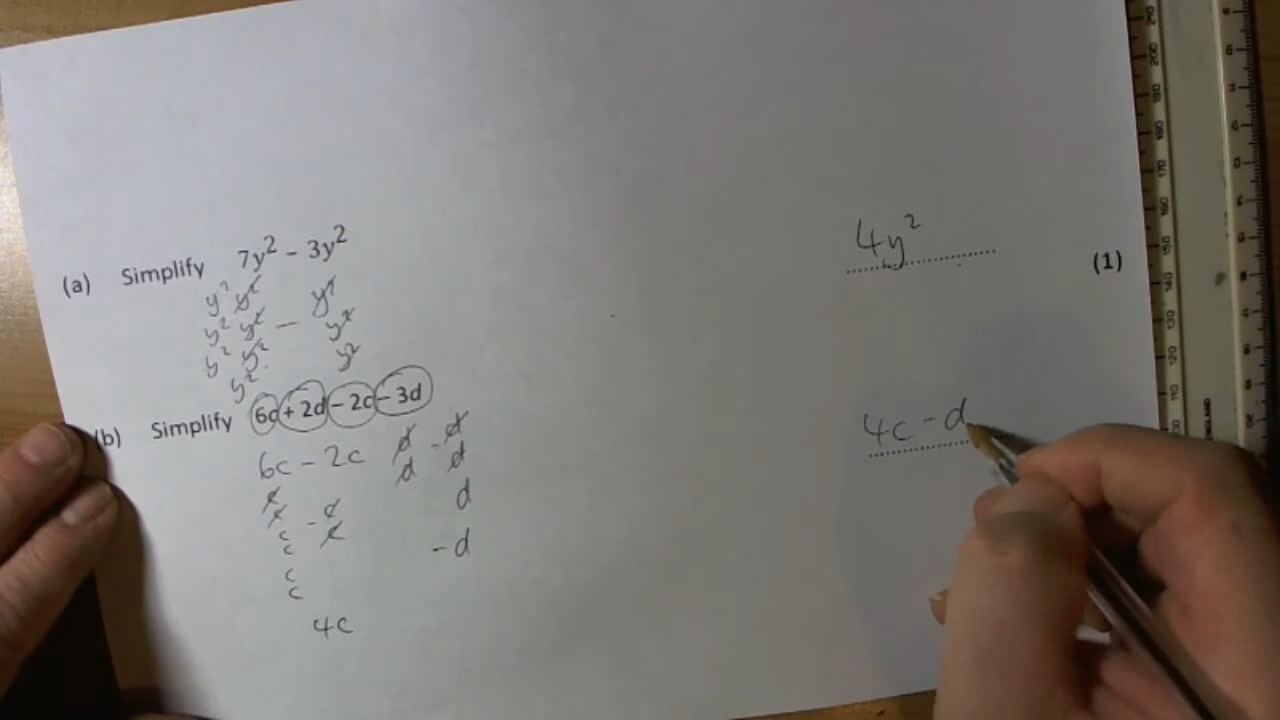 (a) Simplify 7y² - 3y² 4y² (1)
y² y² y²
y² y² - y²
y² y² y²
y²
(b) Simplify 6c + 2d - 2c - 3d 4c - d
6c - 2c d - d
d d
c d
c - c
c c - d
c
c
c
4c
ENGLAND